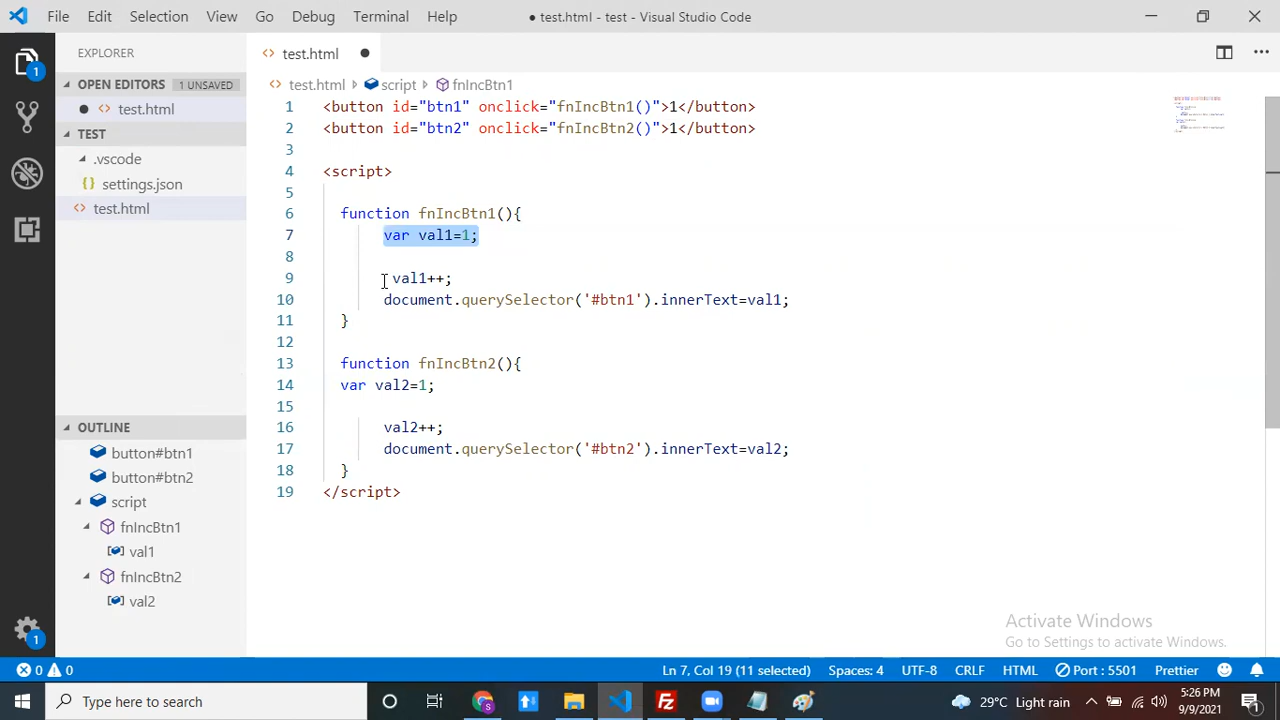 File Edit Selection View Go Debug Terminal Help
● test.html - test - Visual Studio Code
EXPLORER
OPEN EDITORS 1 UNSAVED
● <> test.html
TEST
.vscode
{} settings.json
<> test.html
OUTLINE
button#btn1
button#btn2
script
fnIncBtn1
val1
fnIncBtn2
val2
<> test.html ●
<> test.html > script > fnIncBtn1
1 <button id="btn1" onclick="fnIncBtn1()">1</button>
2 <button id="btn2" onclick="fnIncBtn2()">1</button>
3
4 <script>
5
6 function fnIncBtn1(){
7 var val1=1;
8
9 val1++;
10 document.querySelector('#btn1').innerText=val1;
11 }
12
13 function fnIncBtn2(){
14 var val2=1;
15
16 val2++;
17 document.querySelector('#btn2').innerText=val2;
18 }
19 </script>
Activate Windows
Go to Settings to activate Windows.
1
1
0 0 Ln 7, Col 19 (11 selected) Spaces: 4 UTF-8 CRLF HTML Port : 5501 Prettier
Type here to search
29°C Light rain
5:26 PM
9/9/2021
1